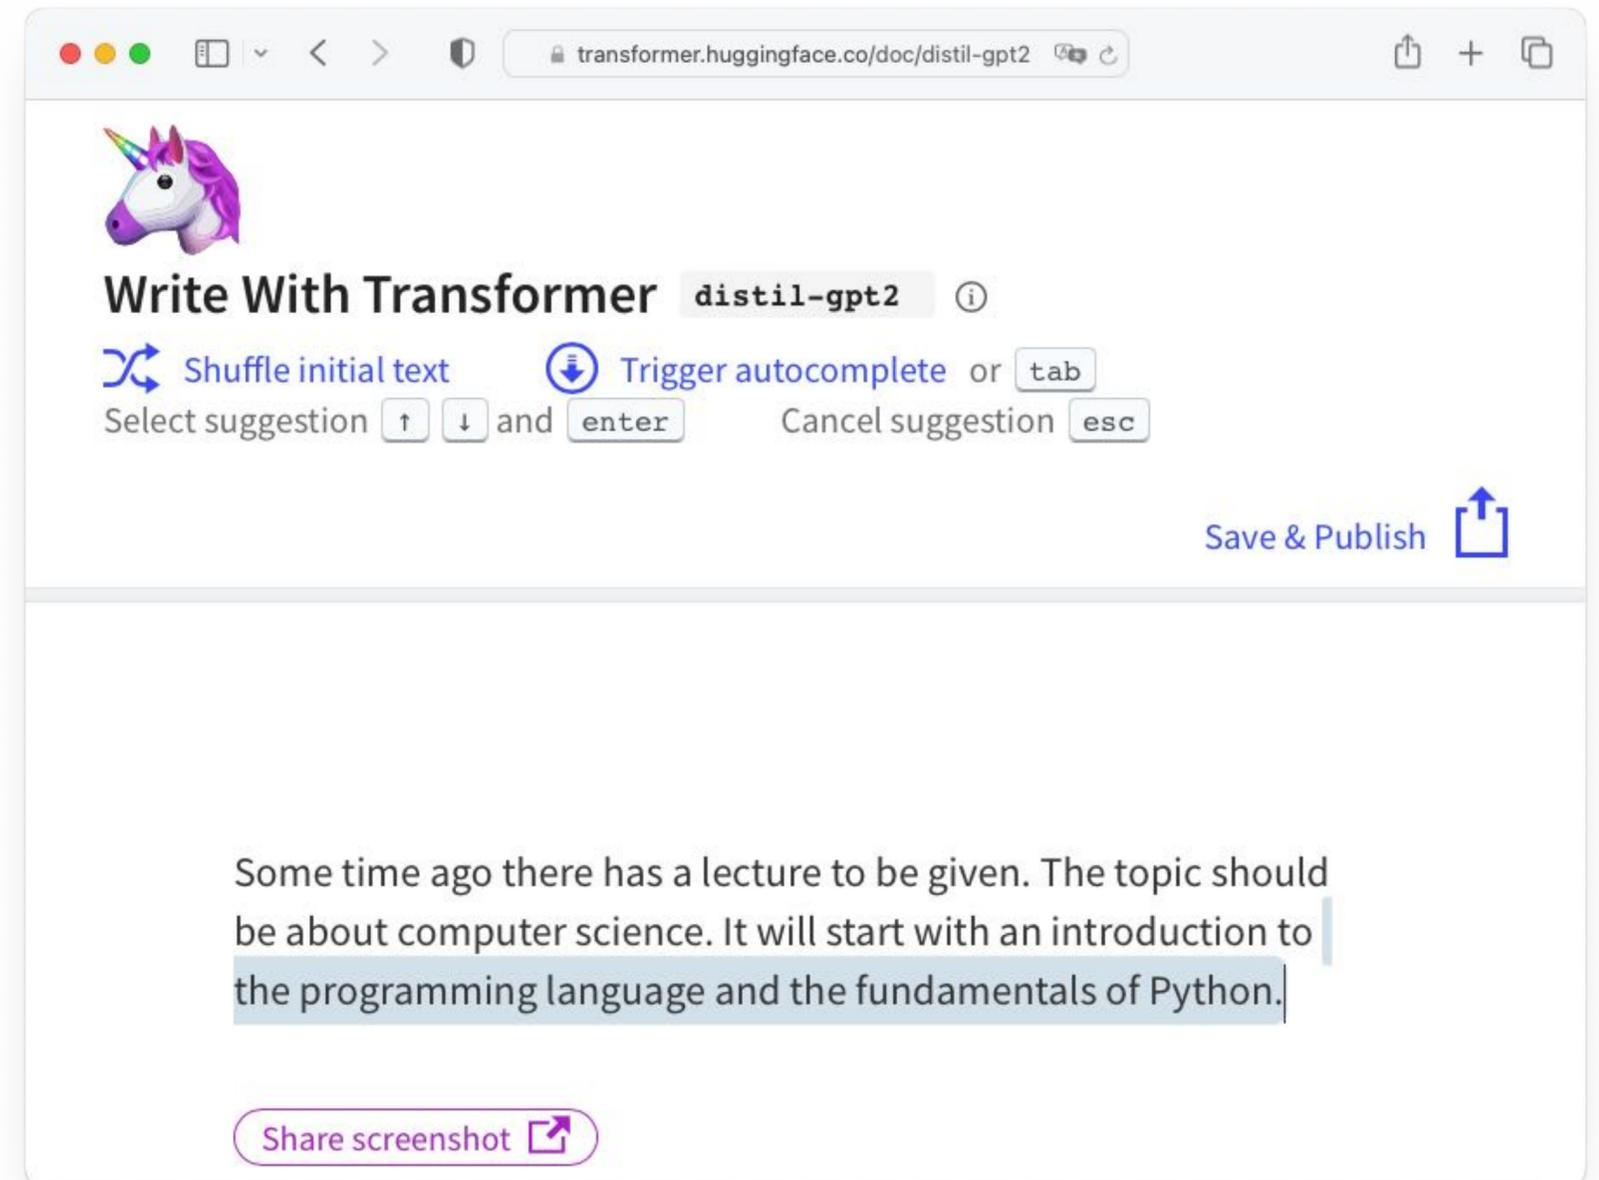 transformer.huggingface.co/doc/distil-gpt2
Write With Transformer distil-gpt2
Shuffle initial text Trigger autocomplete or tab
Select suggestion ↑ ↓ and enter Cancel suggestion esc
Save & Publish
Some time ago there has a lecture to be given. The topic should
be about computer science. It will start with an introduction to
the programming language and the fundamentals of Python.
Share screenshot